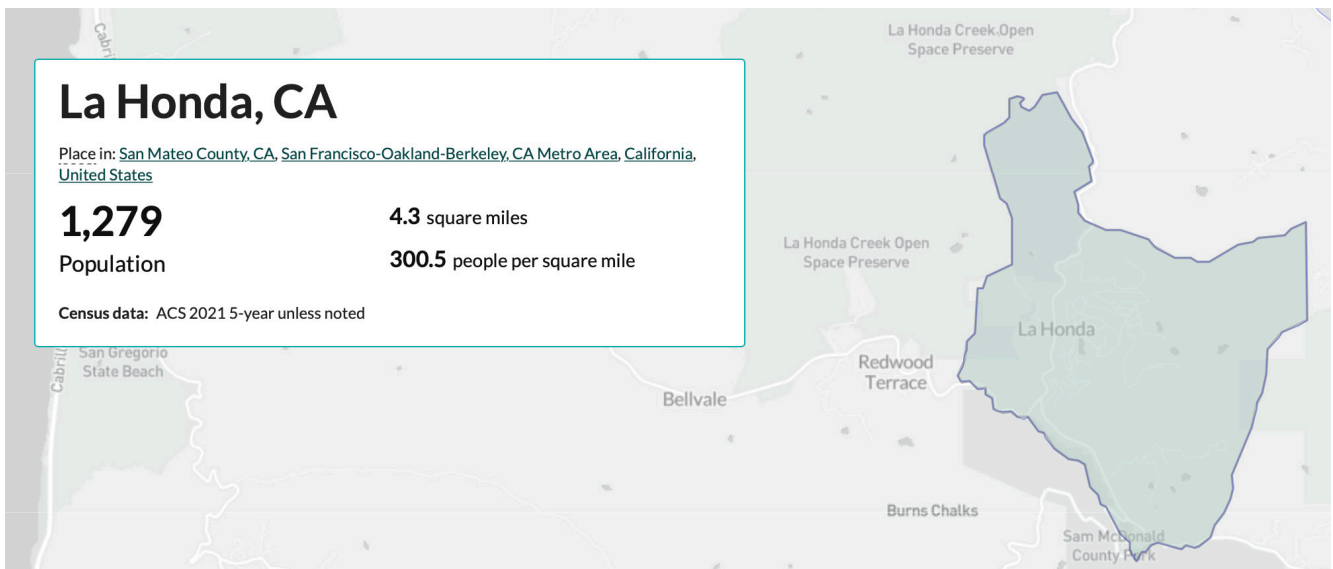 La Honda, CA
Place in: San Mateo County, CA, San Francisco-Oakland-Berkeley, CA Metro Area, California,
United States
1,279
Population
4.3 square miles
300.5 people per square mile
Census data: ACS 2021 5-year unless noted
La Honda Creek Open
Space Preserve
La Honda Creek Open
Space Preserve
La Honda
San Gregorio
State Beach
Redwood
Terrace
Bellvale
Burns Chalks
Sam McDonald
County Park